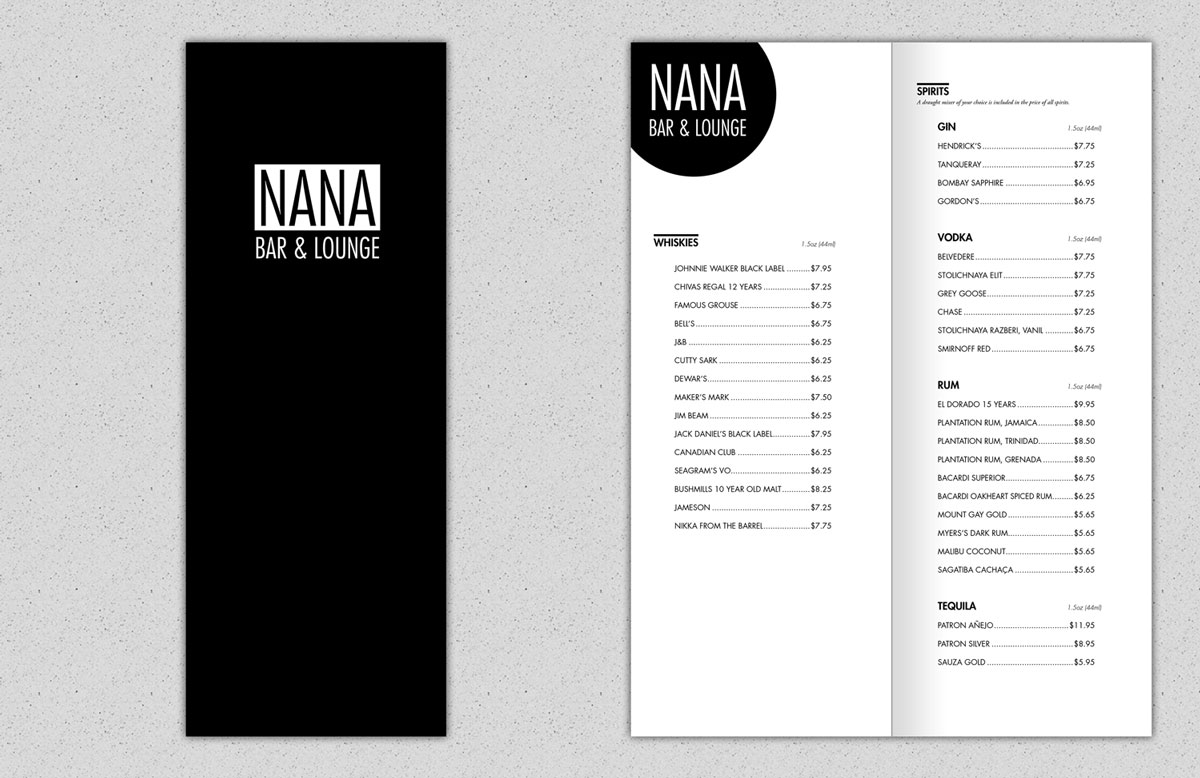 NANA
BAR & LOUNGE
NANA
BAR & LOUNGE
WHISKIES 1.5oz (44ml)
JOHNNIE WALKER BLACK LABEL ..........$7.95
CHIVAS REGAL 12 YEARS ....................$7.25
FAMOUS GROUSE ..............................$6.75
BELL'S.................................................$6.75
J&B ....................................................$6.25
CUTTY SARK .......................................$6.25
DEWAR'S............................................$6.25
MAKER'S MARK ..................................$7.50
JIM BEAM ...........................................$6.25
JACK DANIEL'S BLACK LABEL...............$7.95
CANADIAN CLUB ...............................$6.25
SEAGRAM'S VO..................................$6.25
BUSHMILLS 10 YEAR OLD MALT............$8.25
JAMESON ..........................................$7.25
NIKKA FROM THE BARREL....................$7.75
SPIRITS
A draught mixer of your choice is included in the price of all spirits.
GIN 1.5oz (44ml)
HENDRICK'S.......................................$7.75
TANQUERAY.......................................$7.25
BOMBAY SAPPHIRE .............................$6.95
GORDON'S........................................$6.75
VODKA 1.5oz (44ml)
BELVEDERE..........................................$7.75
STOLICHNAYA ELIT..............................$7.75
GREY GOOSE.....................................$7.25
CHASE ...............................................$7.25
STOLICHNAYA RAZBERI, VANIL ............$6.75
SMIRNOFF RED...................................$6.75
RUM 1.5oz (44ml)
EL DORADO 15 YEARS........................$9.95
PLANTATION RUM, JAMAICA...............$8.50
PLANTATION RUM, TRINIDAD...............$8.50
PLANTATION RUM, GRENADA .............$8.50
BACARDI SUPERIOR.............................$6.75
BACARDI OAKHEART SPICED RUM.........$6.25
MOUNT GAY GOLD............................$5.65
MYERS'S DARK RUM............................$5.65
MALIBU COCONUT.............................$5.65
SAGATIBA CACHAÇA .........................$5.65
TEQUILA 1.5oz (44ml)
PATRON AÑEJO................................$11.95
PATRON SILVER ...................................$8.95
SAUZA GOLD .....................................$5.95